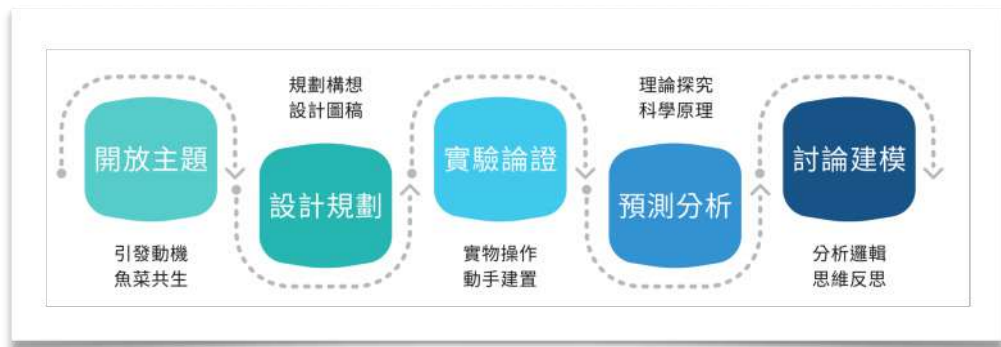 開放主題
引發動機
魚菜共生
規劃構想
設計圖稿
設計規劃
實驗論證
實物操作
動手建置
理論探究
科學原理
預測分析
討論建模
分析邏輯
思維反思